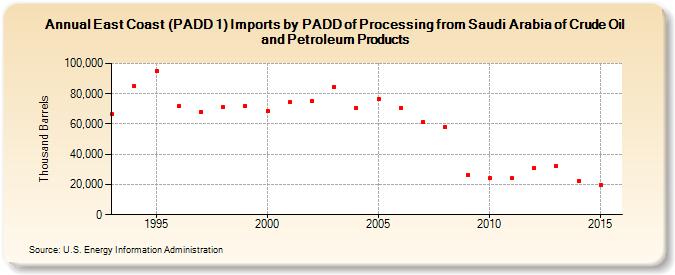 Annual East Coast (PADD 1) Imports by PADD of Processing from Saudi Arabia of Crude Oil
and Petroleum Products
Thousand Barrels
100,000
80,000
60,000
40,000
20,000
0
1995 2000 2005 2010 2015
Source: U.S. Energy Information Administration